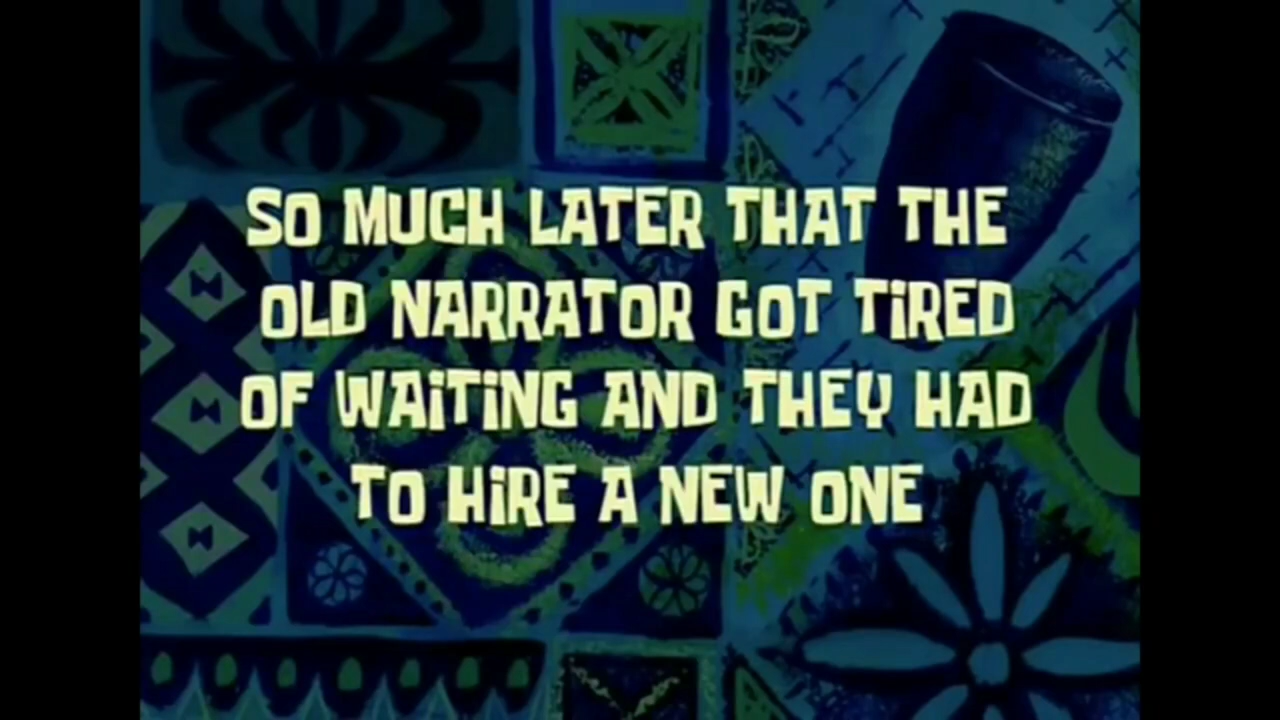 SO MUCH LATER THAT THE
OLD NARRATOR GOT TiRED
OF WAiTiNG AND THEY HAD
TO HiRE A NEW ONE